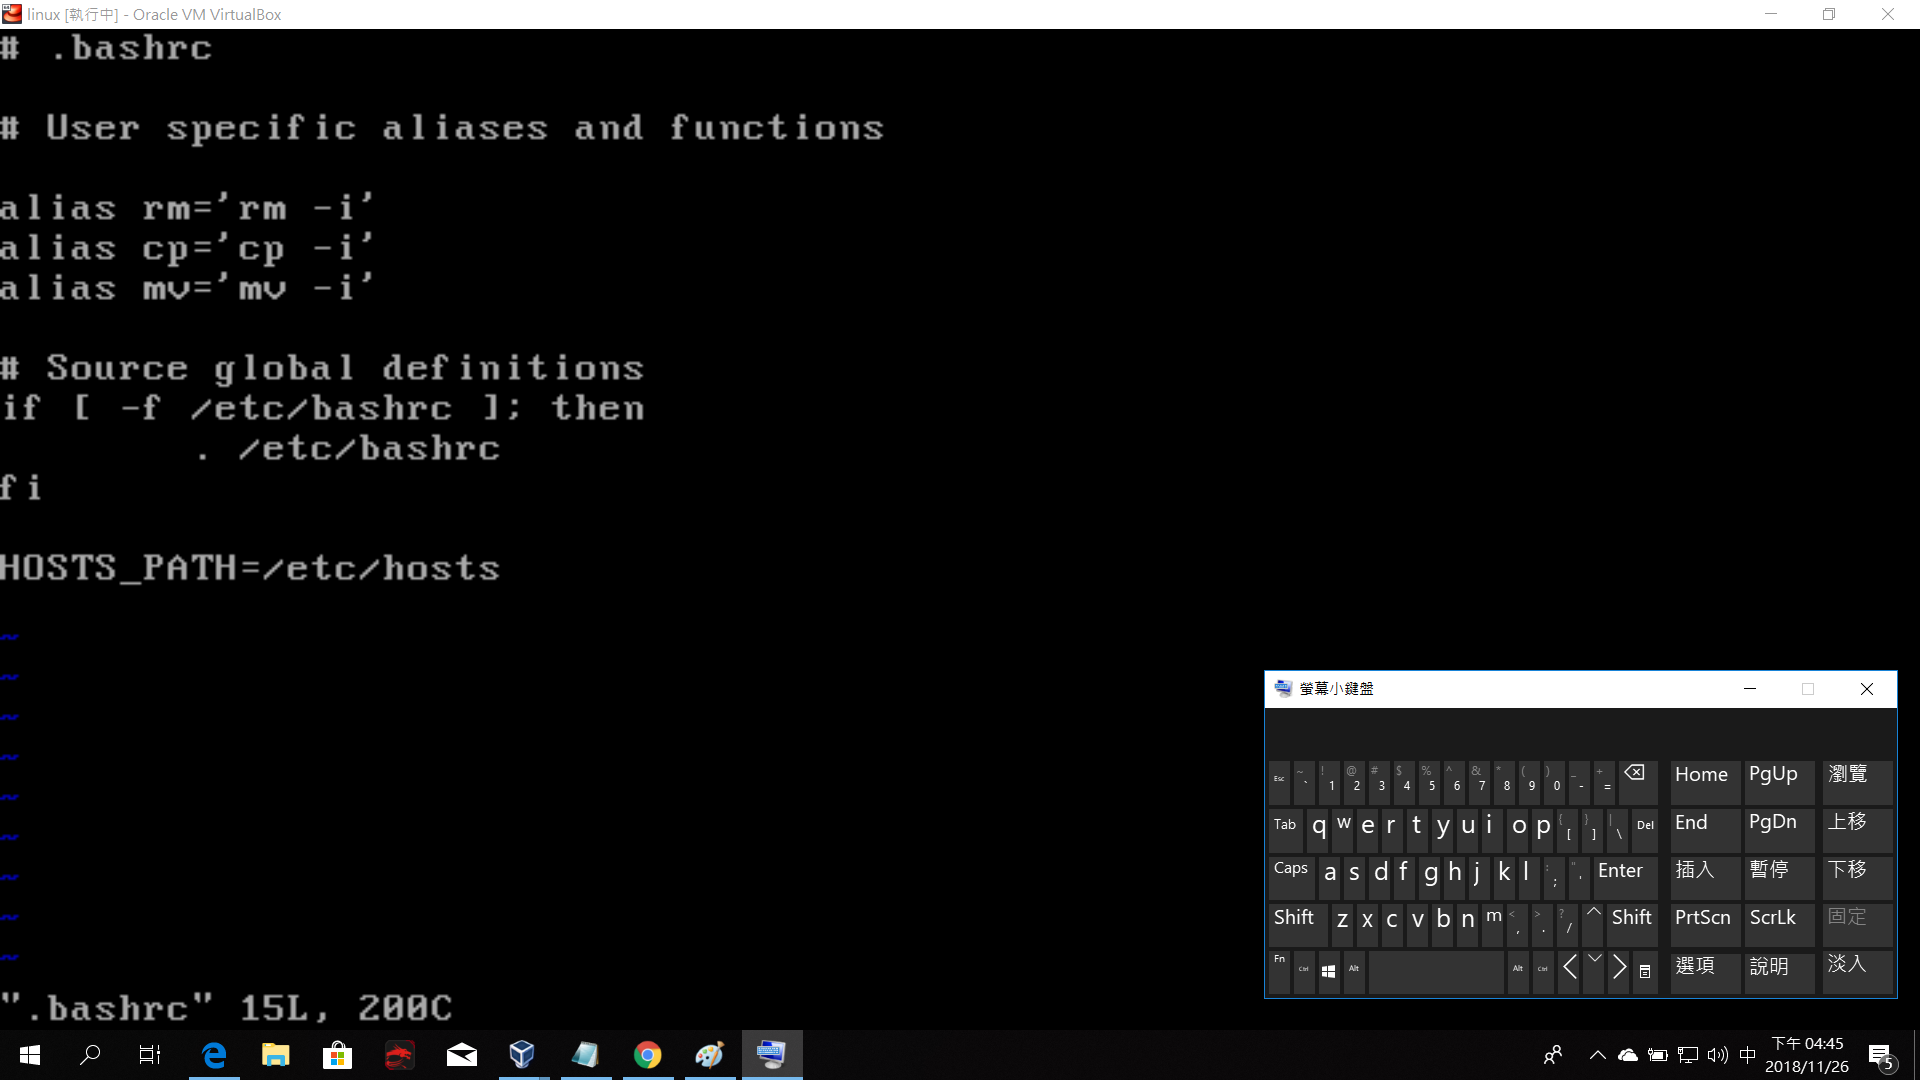 linux [執行中] - Oracle VM VirtualBox
# .bashrc
# User specific aliases and functions
alias rm='rm -i'
alias cp='cp -i'
alias mv='mv -i'
# Source global definitions
if [ -f /etc/bashrc ]; then
        . /etc/bashrc
fi
HOSTS_PATH=/etc/hosts
~
~
~
~
~
~
~
~
~
".bashrc" 15L, 200C
螢幕小鍵盤
Esc ~ ` ! 1 @ 2 # 3 $ 4 % 5 ^ 6 & 7 * 8 ( 9 ) 0 _ - + = Home PgUp 瀏覽
Tab q w e r t y u i o p { [ } ] | \ Del End PgDn 上移
Caps a s d f g h j k l : ; " ' Enter 插入 暫停 下移
Shift z x c v b n m < , > . ? / Shift PrtScn ScrLk 固定
Fn Ctrl Alt Alt Ctrl 選項 說明 淡入
中
下午 04:45
2018/11/26
5